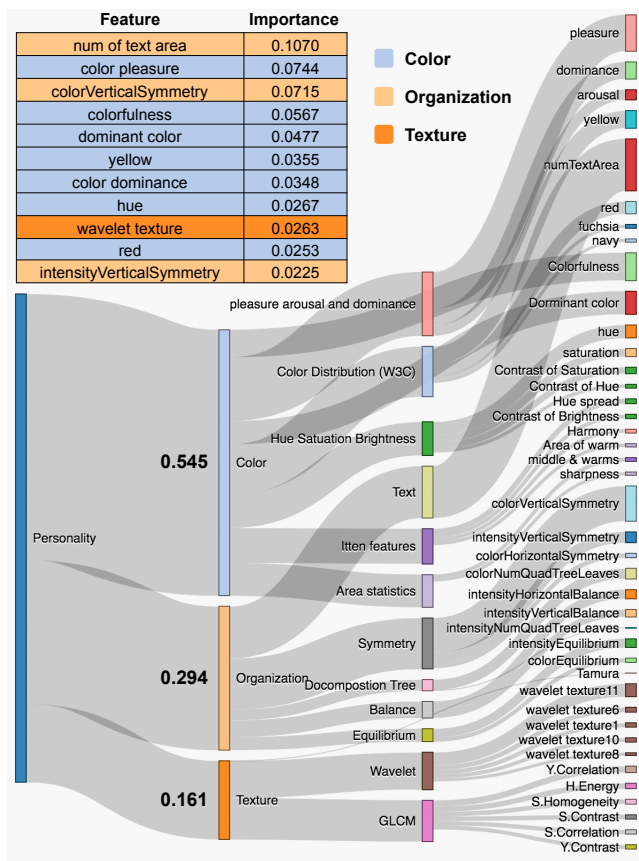 Feature Importance
num of text area 0.1070
color pleasure 0.0744
colorVerticalSymmetry 0.0715
colorfulness 0.0567
dominant color 0.0477
yellow 0.0355
color dominance 0.0348
hue 0.0267
wavelet texture 0.0263
red 0.0253
intensityVerticalSymmetry 0.0225
Color
Organization
Texture
Personality
0.545 Color
0.294 Organization
0.161 Texture
pleasure arousal and dominance
Color Distribution (W3C)
Hue Satuation Brightness
Text
Itten features
Area statistics
Symmetry
Docompostion Tree
Balance
Equilibrium
Wavelet
GLCM
pleasure
dominance
arousal
yellow
numTextArea
red
fuchsia
navy
Colorfulness
Dorminant color
hue
saturation
Contrast of Saturation
Contrast of Hue
Hue spread
Contrast of Brightness
Harmony
Area of warm
middle & warms
sharpness
colorVerticalSymmetry
intensityVerticalSymmetry
colorHorizontalSymmetry
colorNumQuadTreeLeaves
intensityHorizontalBalance
intensityVerticalBalance
intensityNumQuadTreeLeaves
intensityEquilibrium
colorEquilibrium
Tamura
wavelet texture11
wavelet texture6
wavelet texture1
wavelet texture10
wavelet texture8
Y.Correlation
H.Energy
S.Homogeneity
S.Contrast
S.Correlation
Y.Contrast